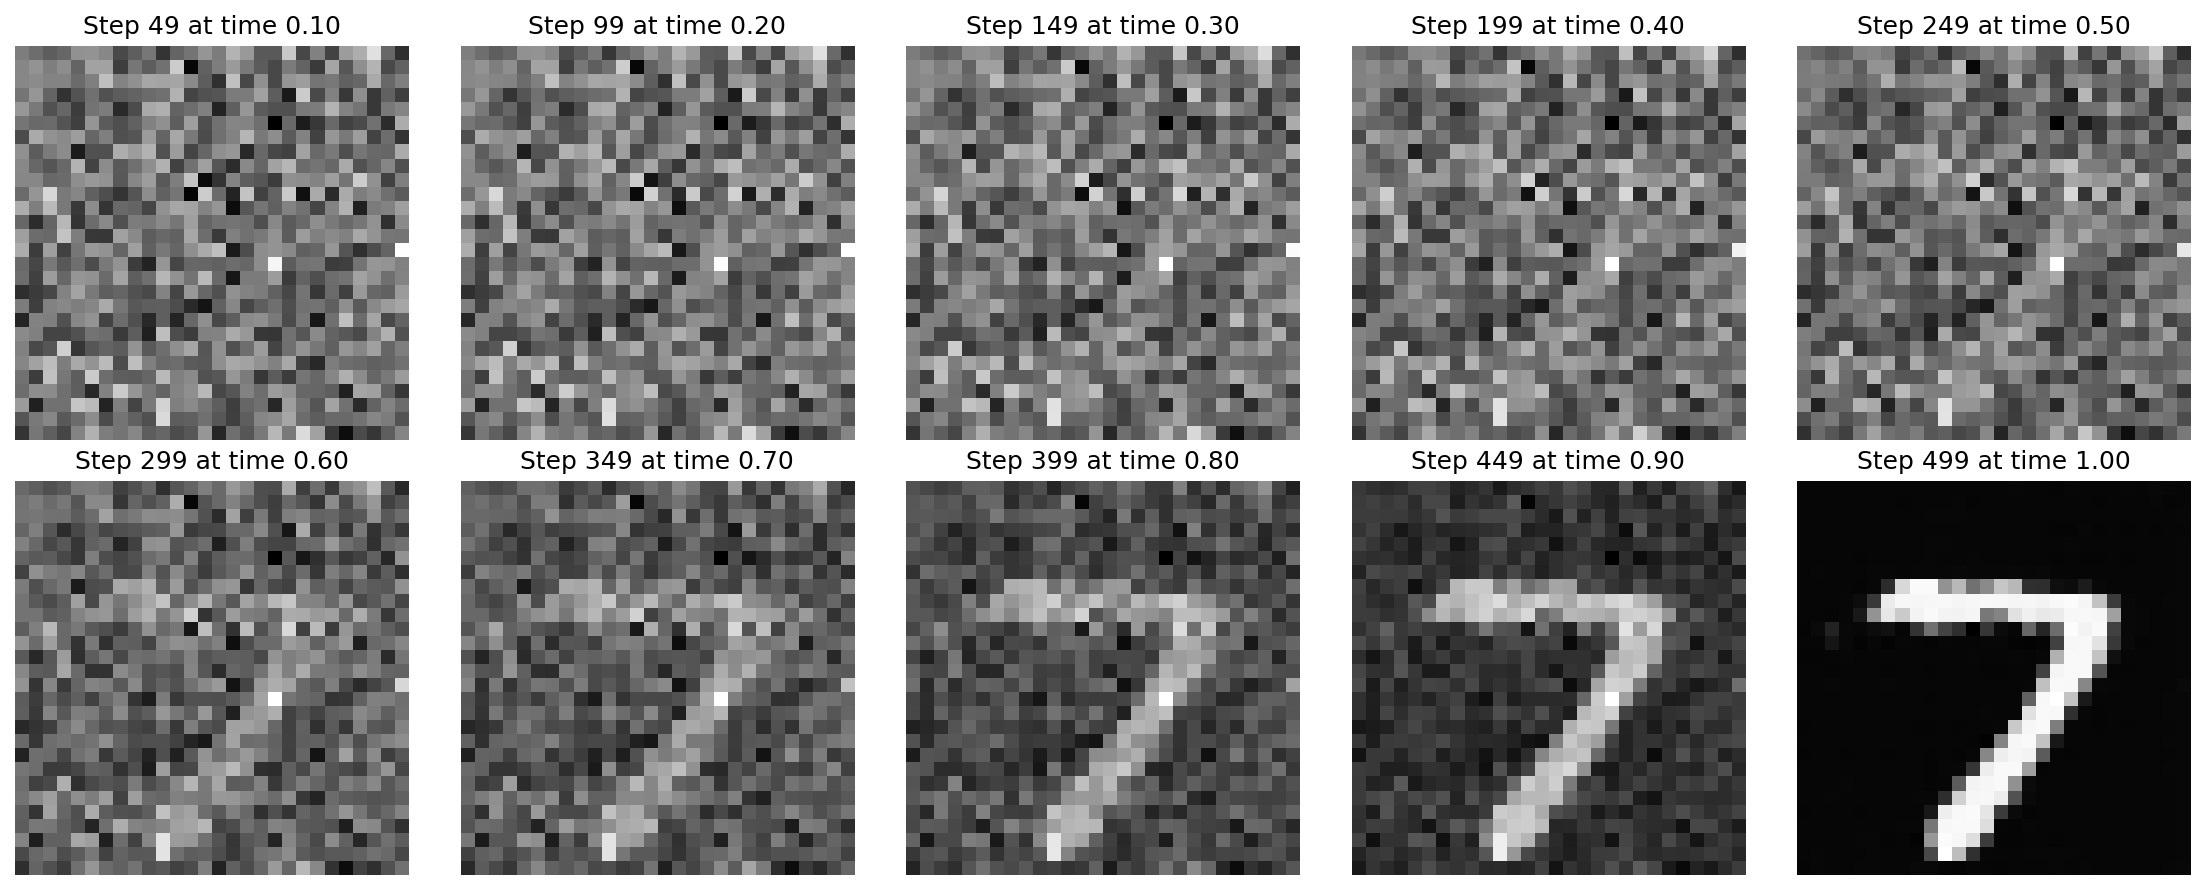 Step 49 at time 0.10
Step 99 at time 0.20
Step 149 at time 0.30
Step 199 at time 0.40
Step 249 at time 0.50
Step 299 at time 0.60
Step 349 at time 0.70
Step 399 at time 0.80
Step 449 at time 0.90
Step 499 at time 1.00
7